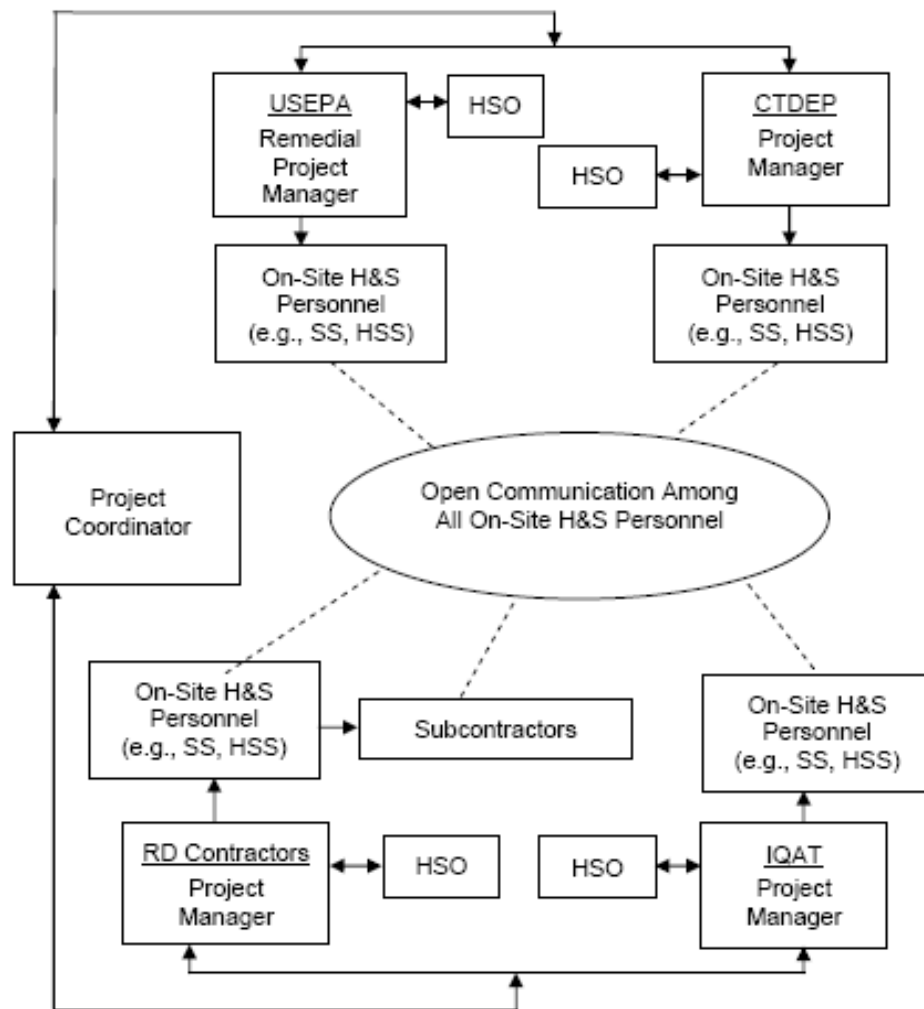 USEPA
Remedial
Project
Manager
HSO
CTDEP
Project
Manager
HSO
On-Site H&S
Personnel
(e.g., SS, HSS)
On-Site H&S
Personnel
(e.g., SS, HSS)
Project
Coordinator
Open Communication Among
All On-Site H&S Personnel
On-Site H&S
Personnel
(e.g., SS, HSS)
Subcontractors
On-Site H&S
Personnel
(e.g., SS, HSS)
RD Contractors
Project
Manager
HSO
HSO
IQAT
Project
Manager